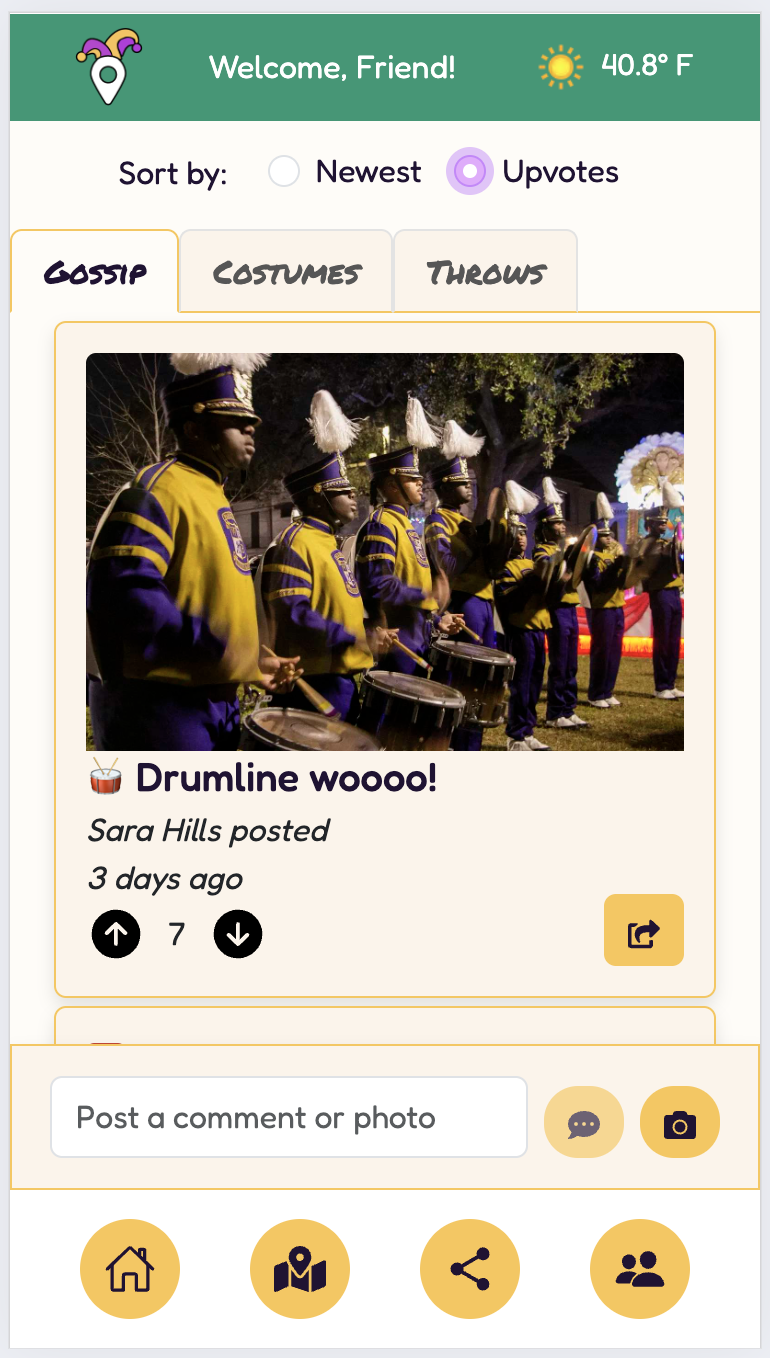 Welcome, Friend!
40.8° F
Sort by:
Newest
Upvotes
Gossip
Costumes
Throws
Drumline woooo!
Sara Hills posted
3 days ago
7
Post a comment or photo